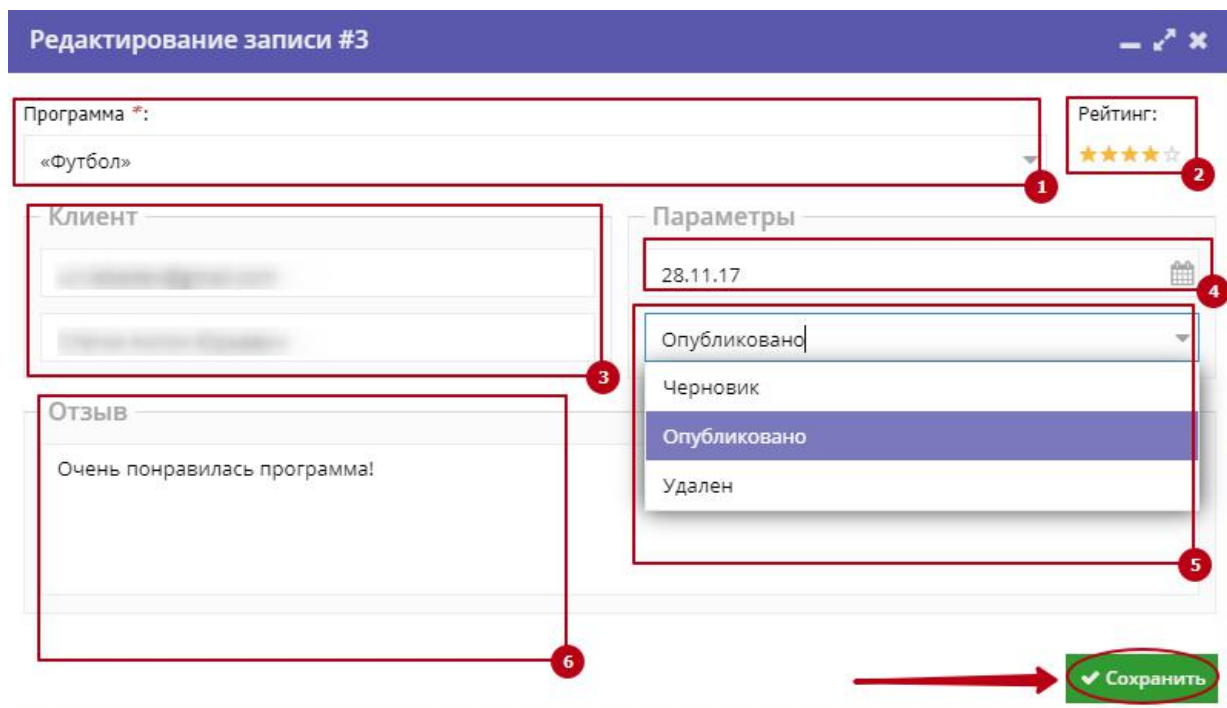 Редактирование записи #3
Программа *:
«Футбол»
1
Рейтинг:
2
Клиент
3
Параметры
28.11.17
4
Опубликовано
Черновик
Опубликовано
Удален
5
Отзыв
Очень понравилась программа!
6
Сохранить